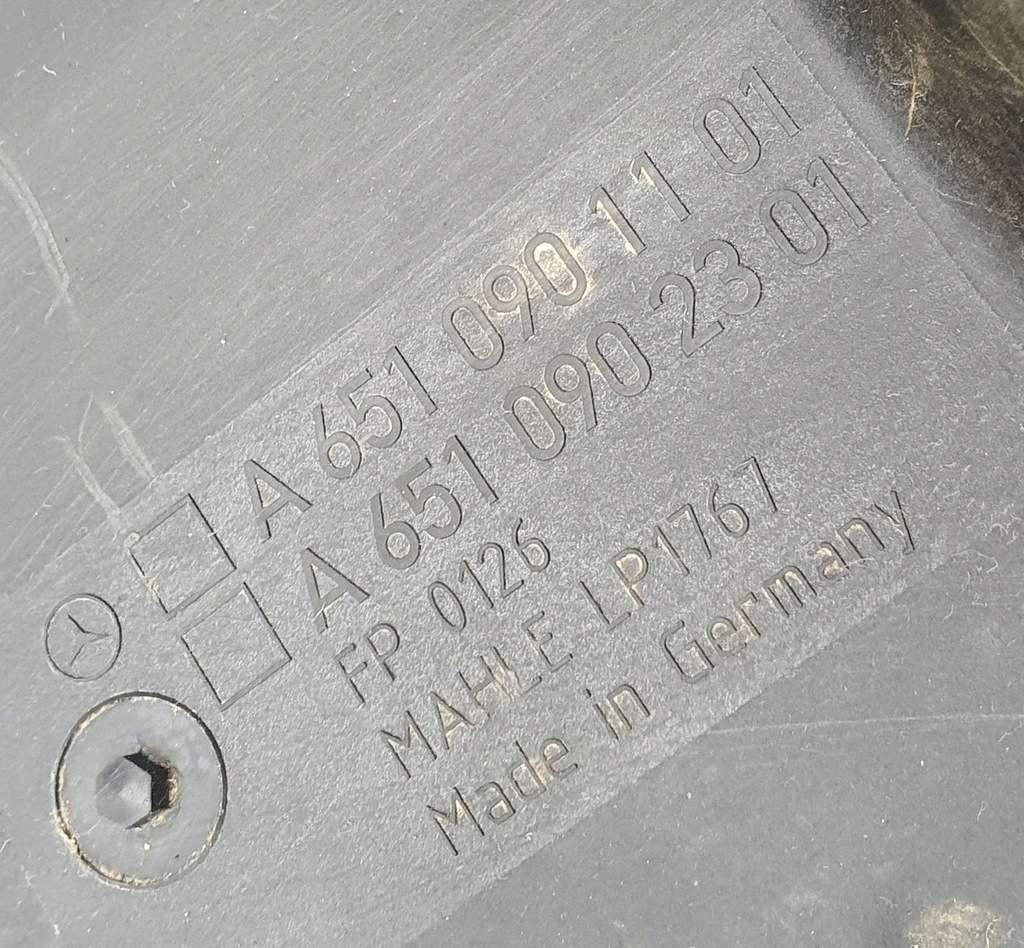 A 651 090 11 01
A 651 090 23 01
FP 0126
MAHLE LP1767
Made in Germany